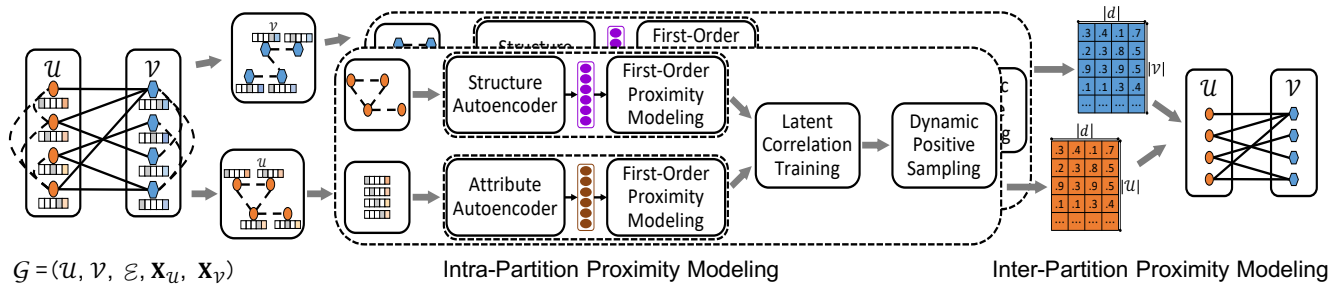 𝒰
𝒱
𝒢=(𝒰, 𝒱, ℰ, X𝒰, X𝒱)
𝒱
𝒰
Structure
First-Order
Structure
Autoencoder
First-Order
Proximity
Modeling
Attribute
Autoencoder
First-Order
Proximity
Modeling
Latent
Correlation
Training
Dynamic
Positive
Sampling
c
g
Intra-Partition Proximity Modeling
|d|
.3 .4 .1 .7
.2 .3 .8 .5
.9 .3 .9 .5
.1 .1 .3 .4
... ... ... ...
|𝒱|
|d|
.3 .4 .1 .7
.2 .3 .8 .5
.9 .3 .9 .5
.1 .1 .3 .4
... ... ... ...
|𝒰|
𝒰
𝒱
Inter-Partition Proximity Modeling